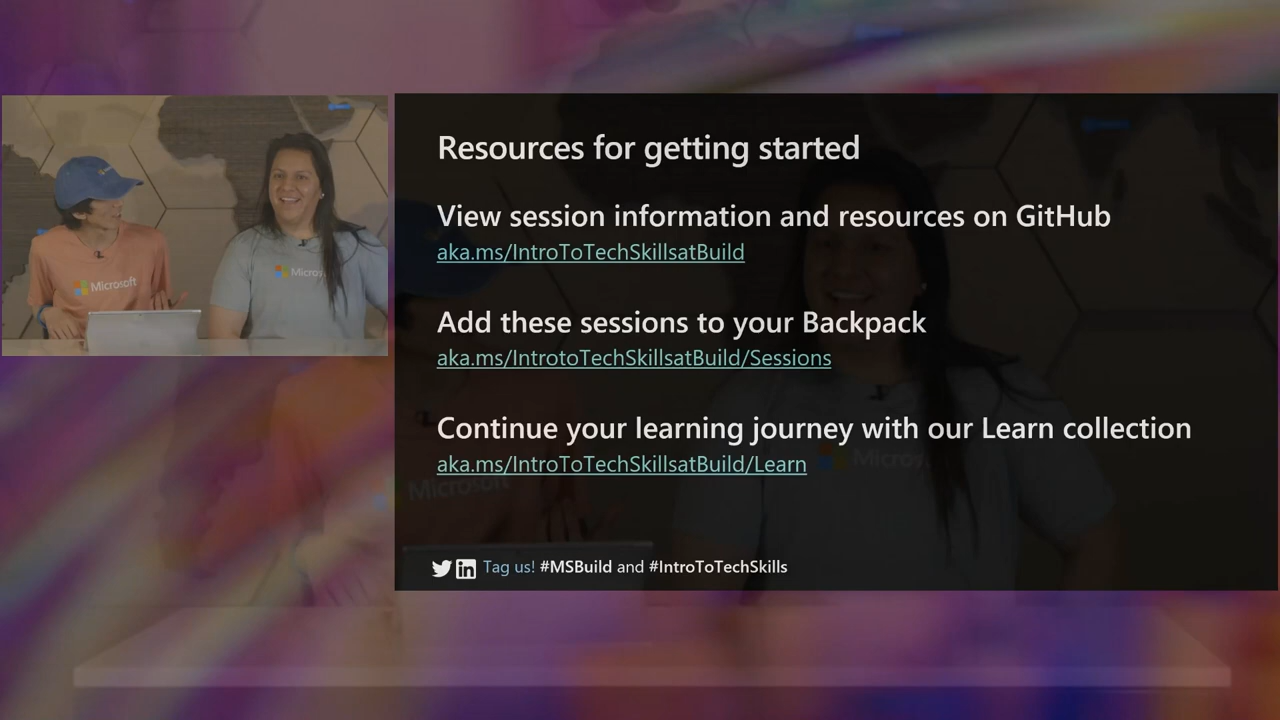 Resources for getting started
View session information and resources on GitHub
aka.ms/IntroToTechSkillsatBuild
Add these sessions to your Backpack
aka.ms/IntrotoTechSkillsatBuild/Sessions
Continue your learning journey with our Learn collection
aka.ms/IntroToTechSkillsatBuild/Learn
Tag us! #MSBuild and #IntroToTechSkills
Microsoft
Microsoft
Microsoft
Microsoft